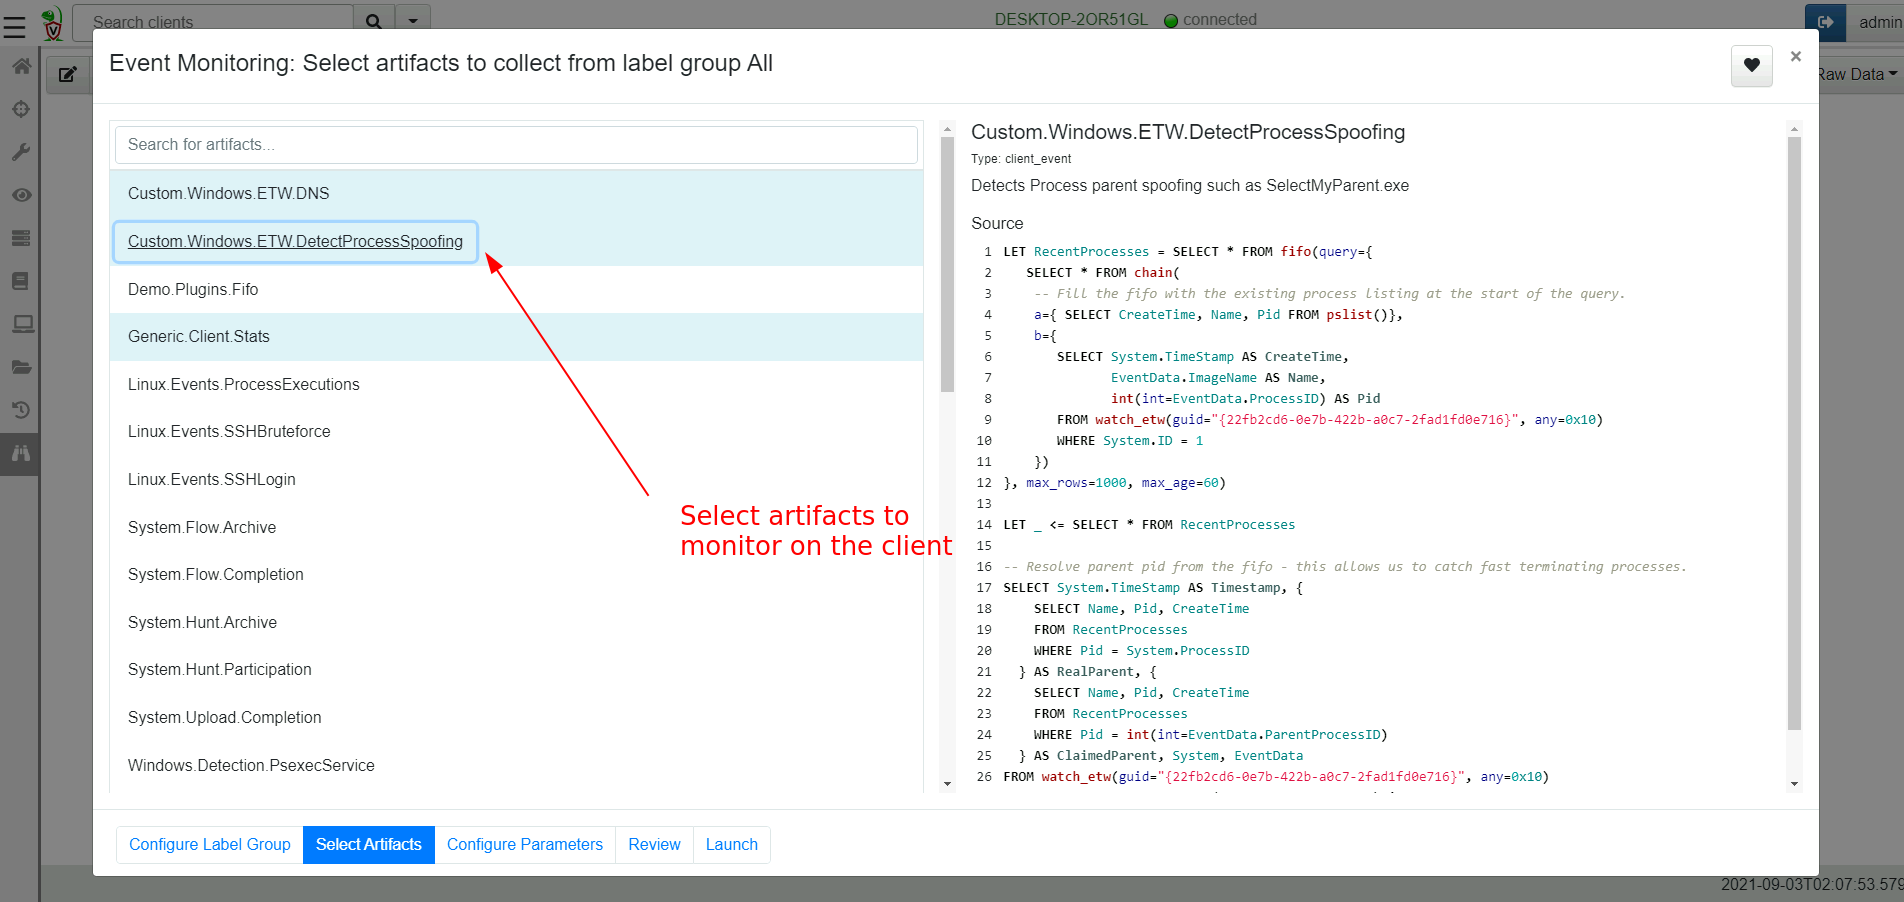 Search clients
DESKTOP-2OR51GL connected
admin
Raw Data
Event Monitoring: Select artifacts to collect from label group All
×
Search for artifacts...
Custom.Windows.ETW.DNS
Custom.Windows.ETW.DetectProcessSpoofing
Demo.Plugins.Fifo
Generic.Client.Stats
Linux.Events.ProcessExecutions
Linux.Events.SSHBruteforce
Linux.Events.SSHLogin
System.Flow.Archive
System.Flow.Completion
System.Hunt.Archive
System.Hunt.Participation
System.Upload.Completion
Windows.Detection.PsexecService
Select artifacts to
monitor on the client
Custom.Windows.ETW.DetectProcessSpoofing
Type: client_event
Detects Process parent spoofing such as SelectMyParent.exe
Source
1 LET RecentProcesses = SELECT * FROM fifo(query={
2 SELECT * FROM chain(
3 -- Fill the fifo with the existing process listing at the start of the query.
4 a={ SELECT CreateTime, Name, Pid FROM pslist()},
5 b={
6 SELECT System.TimeStamp AS CreateTime,
7 EventData.ImageName AS Name,
8 int(int=EventData.ProcessID) AS Pid
9 FROM watch_etw(guid="{22fb2cd6-0e7b-422b-a0c7-2fad1fd0e716}", any=0x10)
10 WHERE System.ID = 1
11 })
12 }, max_rows=1000, max_age=60)
13
14 LET _ <= SELECT * FROM RecentProcesses
15
16 -- Resolve parent pid from the fifo - this allows us to catch fast terminating processes.
17 SELECT System.TimeStamp AS Timestamp, {
18 SELECT Name, Pid, CreateTime
19 FROM RecentProcesses
20 WHERE Pid = System.ProcessID
21 } AS RealParent, {
22 SELECT Name, Pid, CreateTime
23 FROM RecentProcesses
24 WHERE Pid = int(int=EventData.ParentProcessID)
25 } AS ClaimedParent, System, EventData
26 FROM watch_etw(guid="{22fb2cd6-0e7b-422b-a0c7-2fad1fd0e716}", any=0x10)
Configure Label Group
Select Artifacts
Configure Parameters
Review
Launch
2021-09-03T02:07:53.579